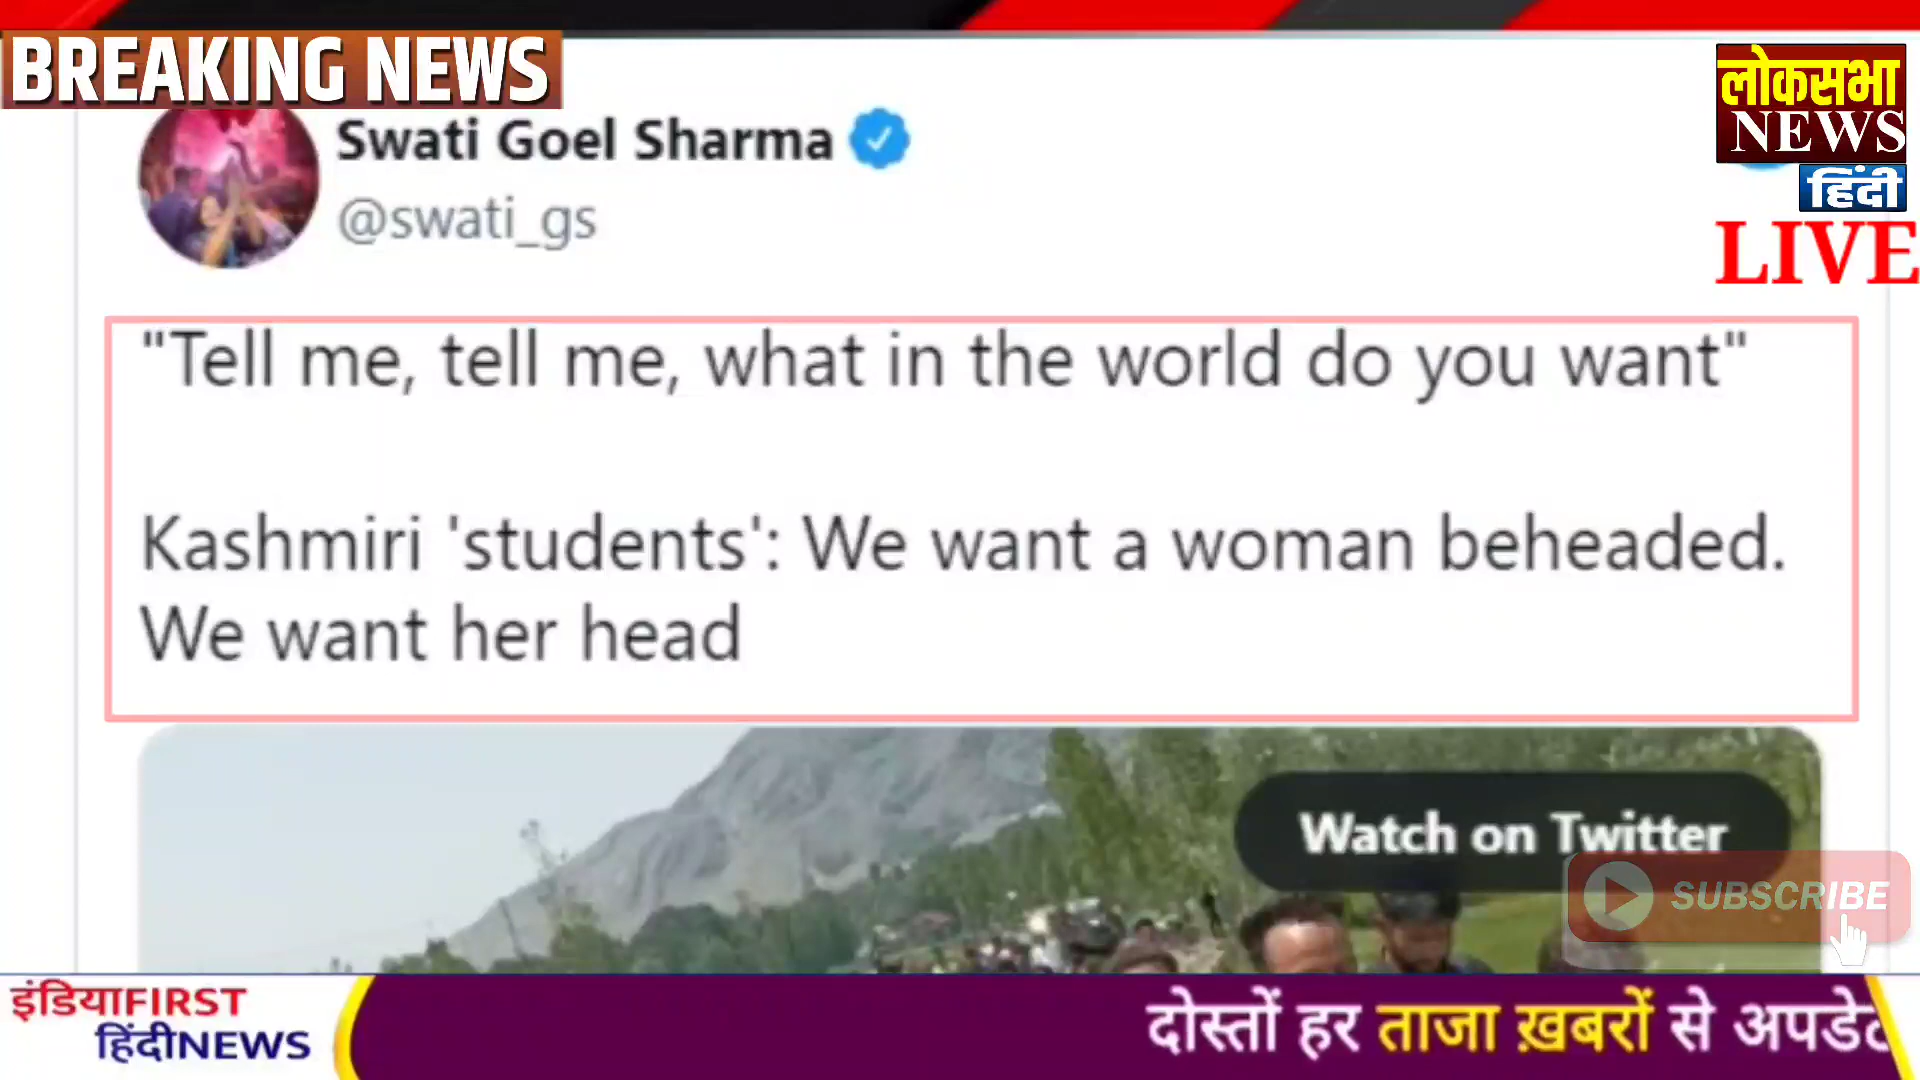 BREAKING NEWS
लोकसभा
NEWS
हिंदी
LIVE
Swati Goel Sharma
@swati_gs
"Tell me, tell me, what in the world do you want"
Kashmiri 'students': We want a woman beheaded.
We want her head
Watch on Twitter
SUBSCRIBE
इंडियाFIRST
हिंदीNEWS
दोस्तों हर ताजा ख़बरों से